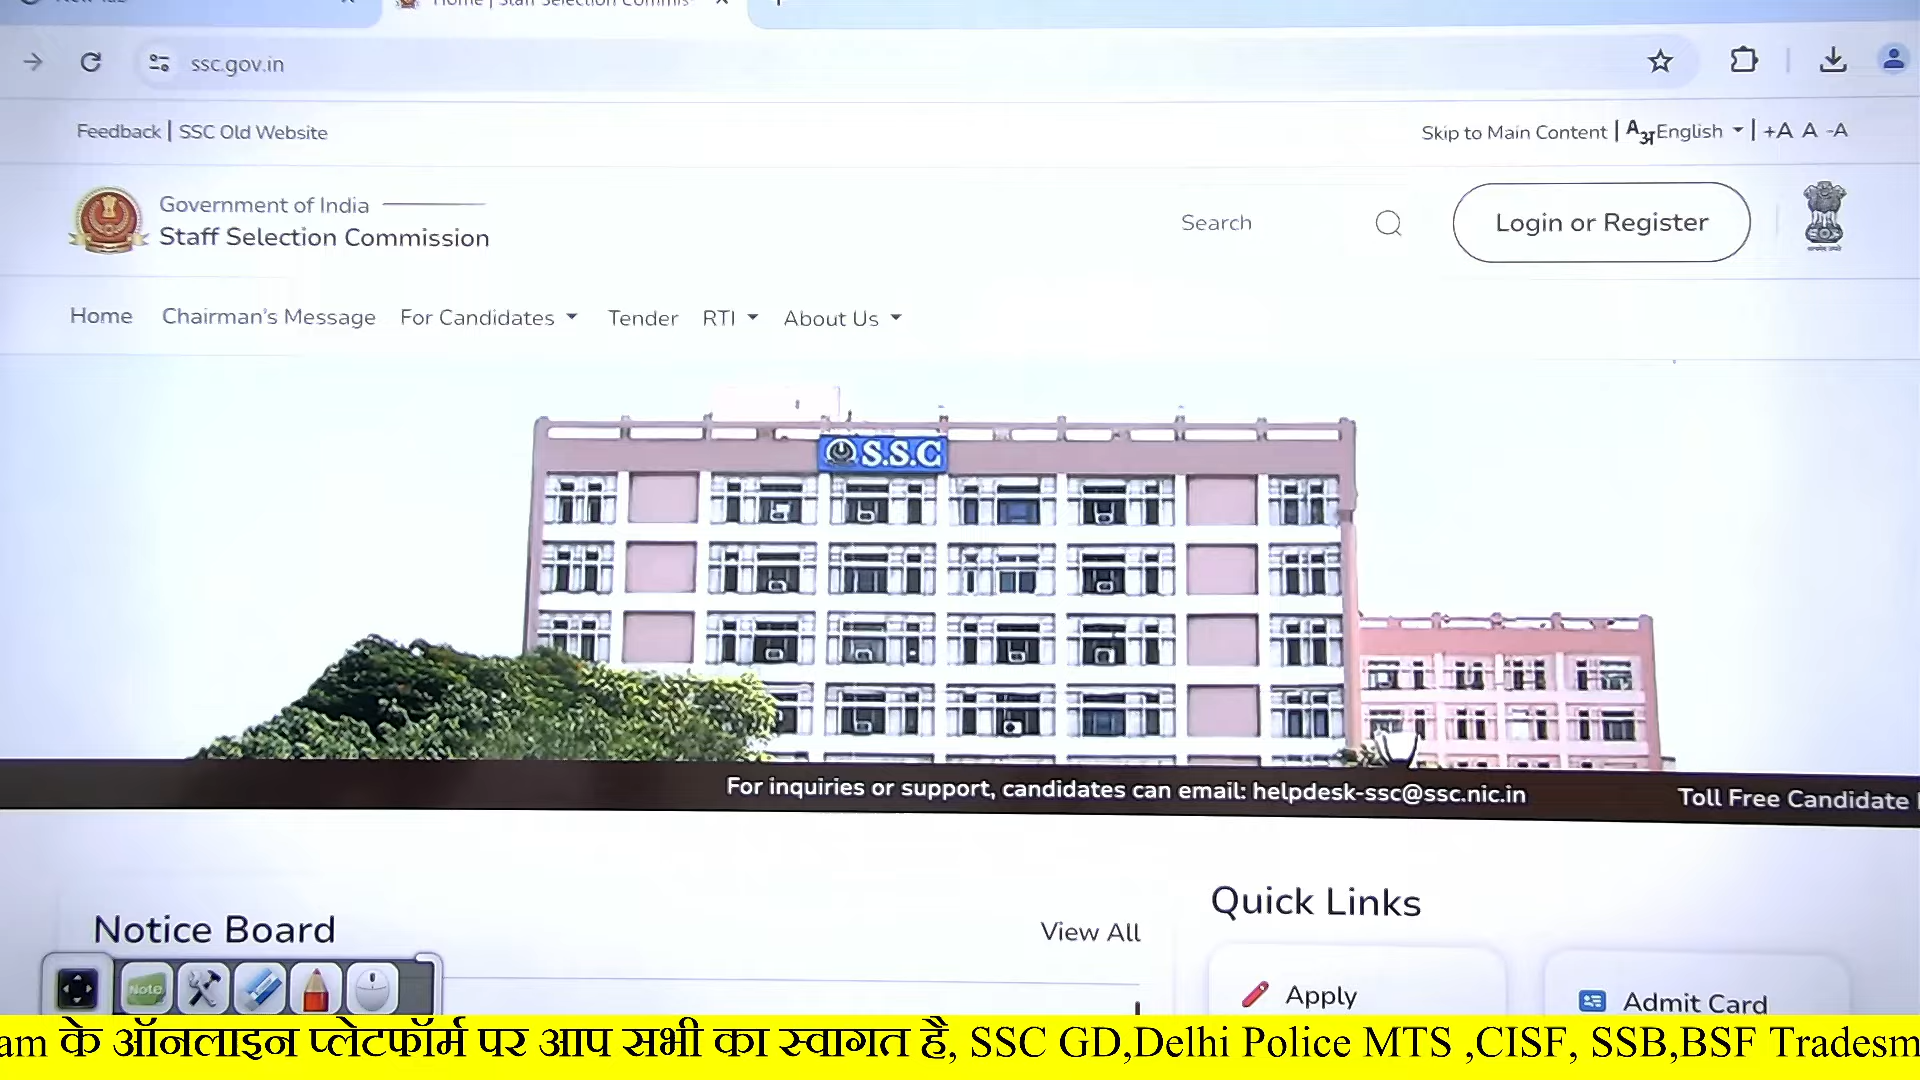 ssc.gov.in
Feedback | SSC Old Website
Skip to Main Content | English | +A A -A
Government of India
Staff Selection Commission
Search
Login or Register
Home Chairman's Message For Candidates Tender RTI About Us
S.S.C
For inquiries or support, candidates can email: helpdesk-ssc@ssc.nic.in
Toll Free Candidate
Notice Board
View All
Quick Links
Note
Apply
Admit Card
am के ऑनलाइन प्लेटफॉर्म पर आप सभी का स्वागत है, SSC GD,Delhi Police MTS ,CISF, SSB,BSF Tradesm